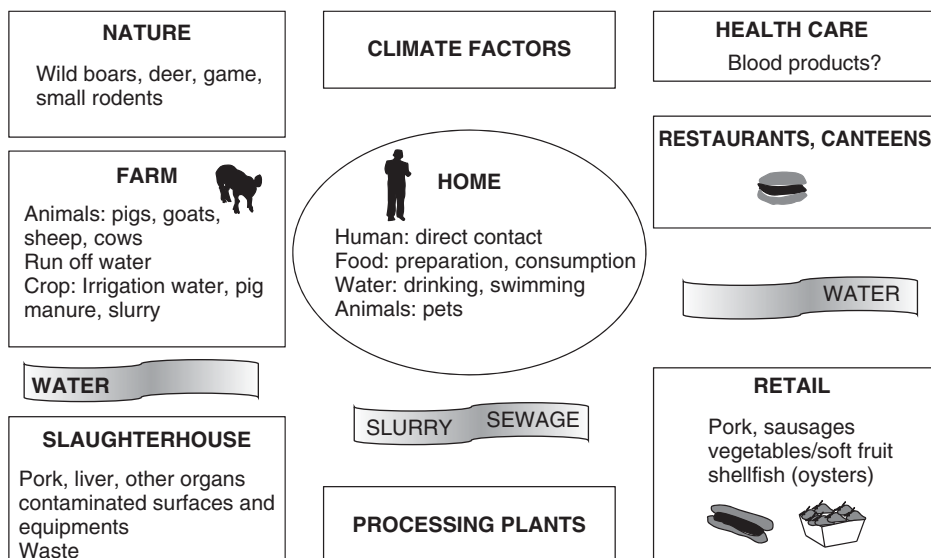 NATURE
Wild boars, deer, game,
small rodents
CLIMATE FACTORS
HEALTH CARE
Blood products?
RESTAURANTS, CANTEENS
FARM
Animals: pigs, goats,
sheep, cows
Run off water
Crop: Irrigation water, pig
manure, slurry
HOME
Human: direct contact
Food: preparation, consumption
Water: drinking, swimming
Animals: pets
WATER
WATER
SLURRY SEWAGE
SLAUGHTERHOUSE
Pork, liver, other organs
contaminated surfaces and
equipments
Waste
PROCESSING PLANTS
RETAIL
Pork, sausages
vegetables/soft fruit
shellfish (oysters)